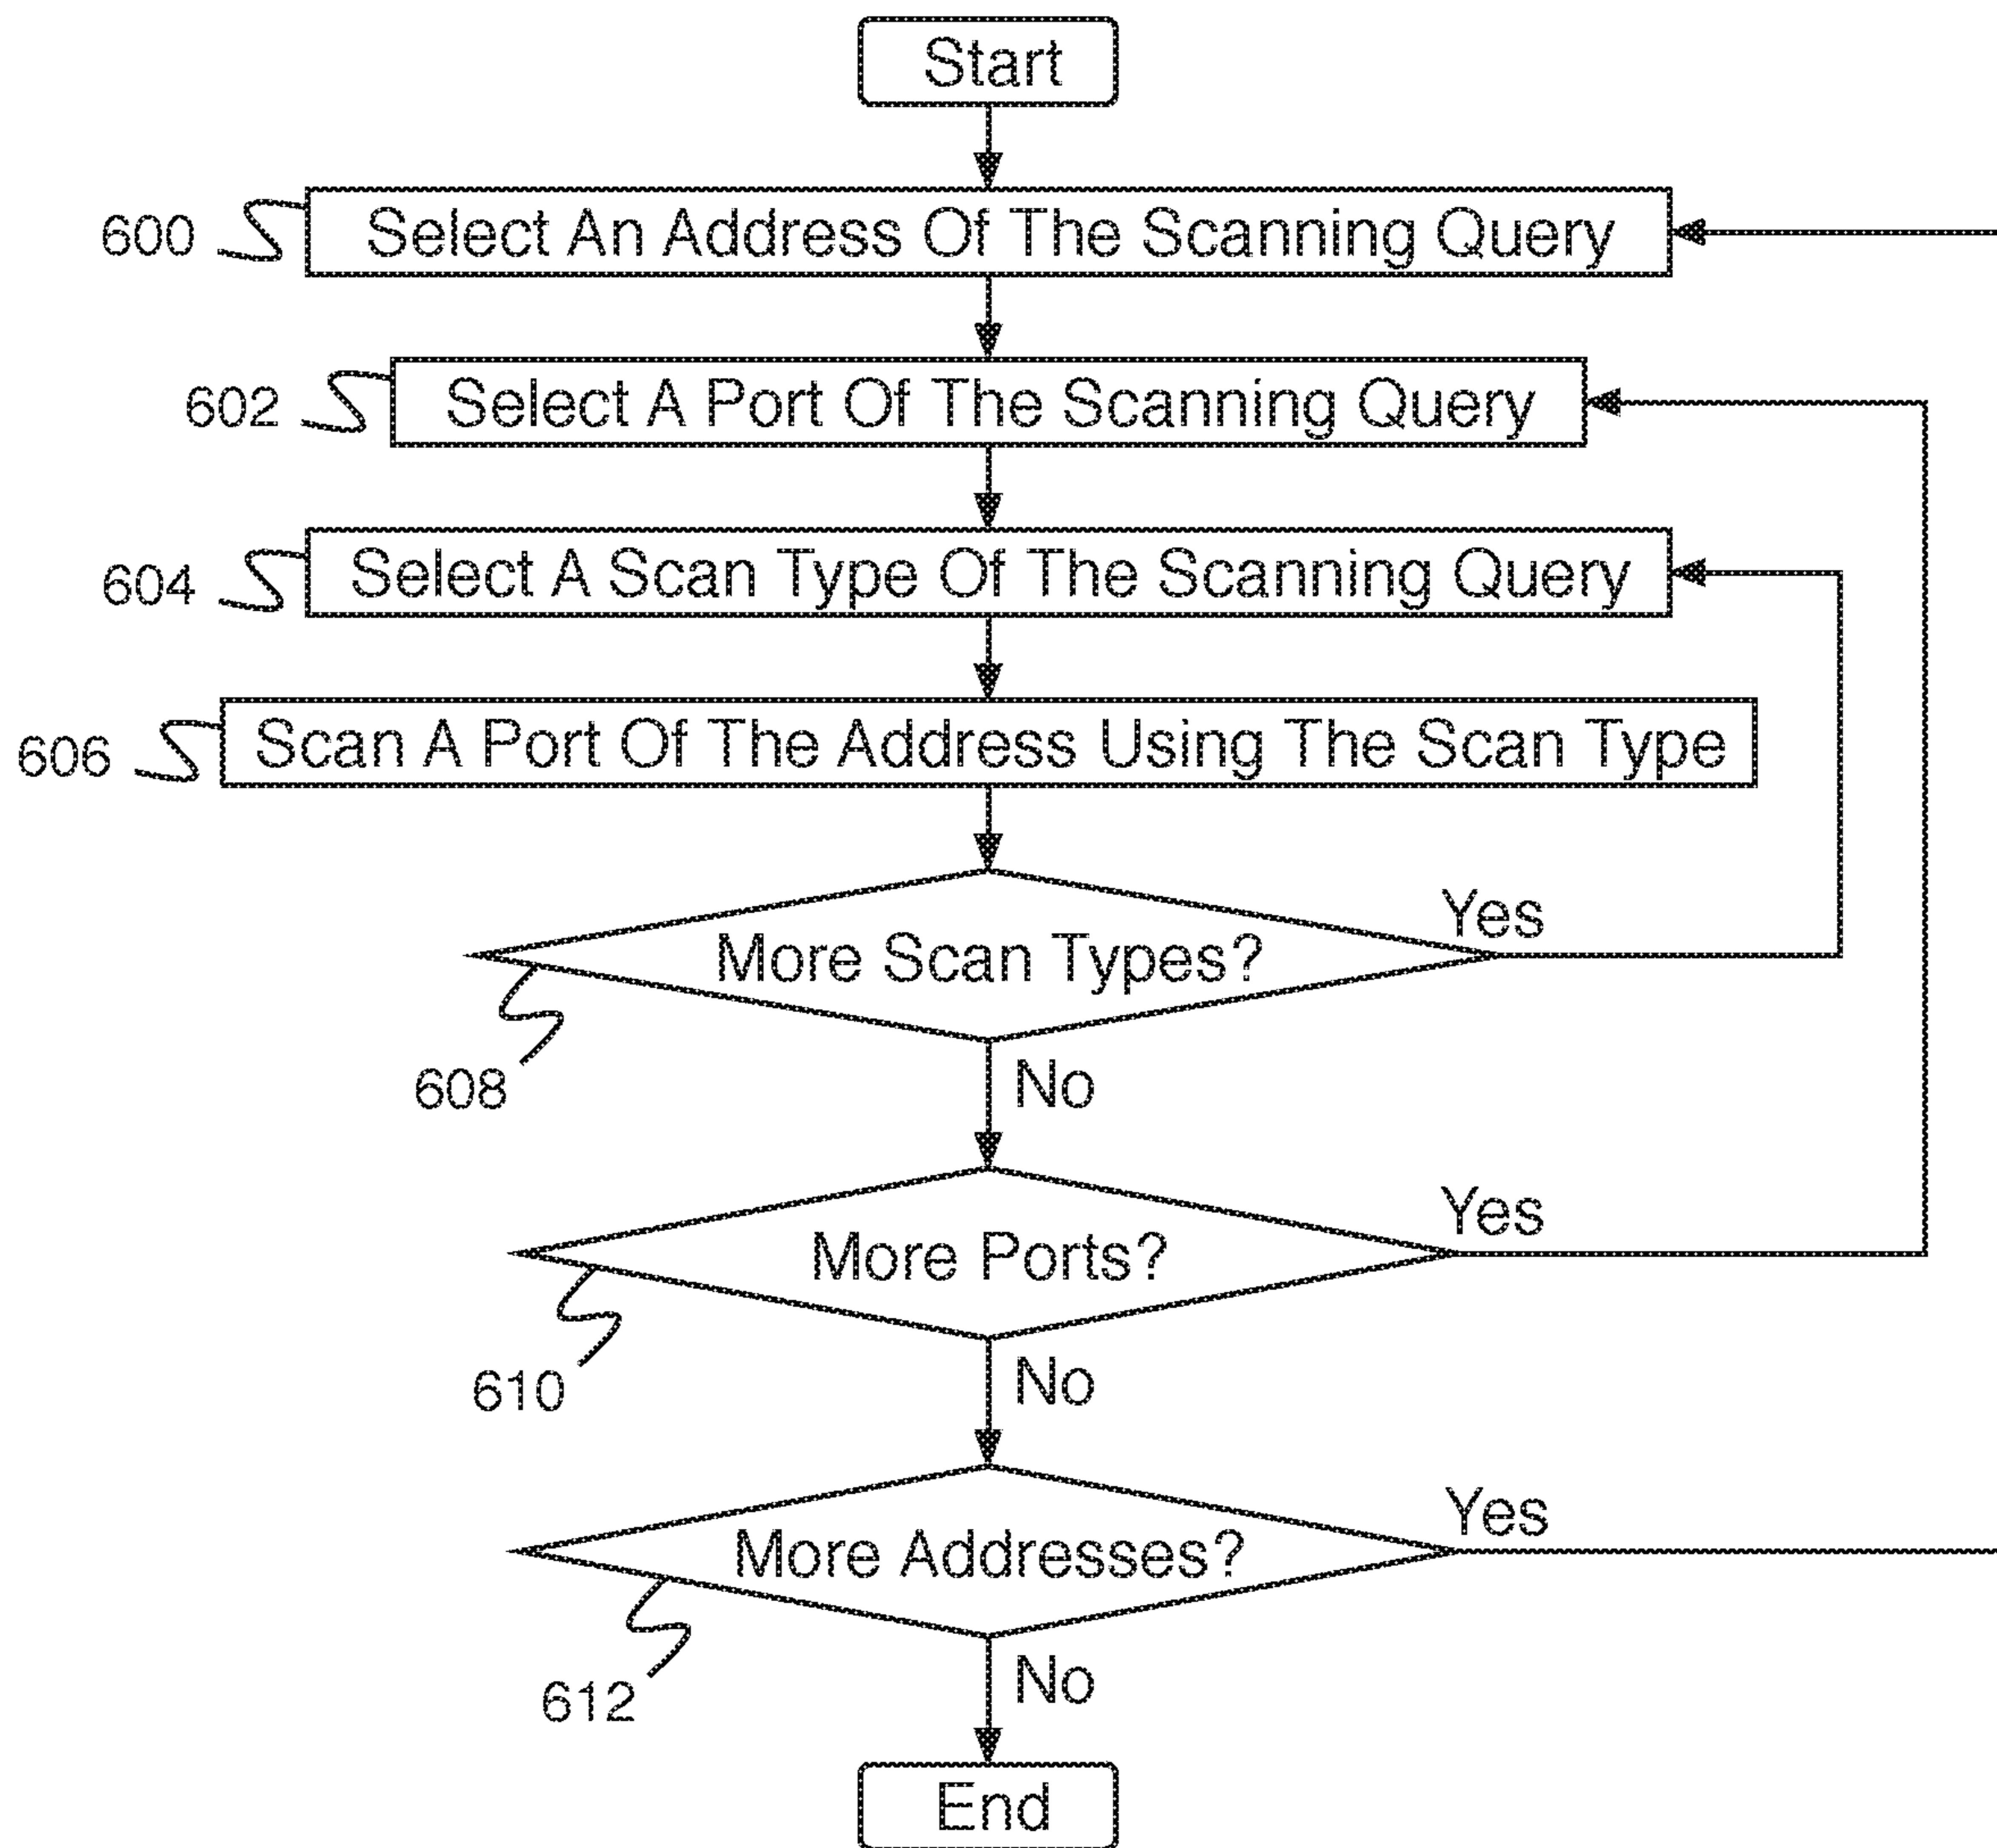 Start
600
Select An Address Of The Scanning Query
602
Select A Port Of The Scanning Query
604
Select A Scan Type Of The Scanning Query
606
Scan A Port Of The Address Using The Scan Type
More Scan Types?
Yes
608
No
More Ports?
Yes
610
No
More Addresses?
Yes
612
No
End